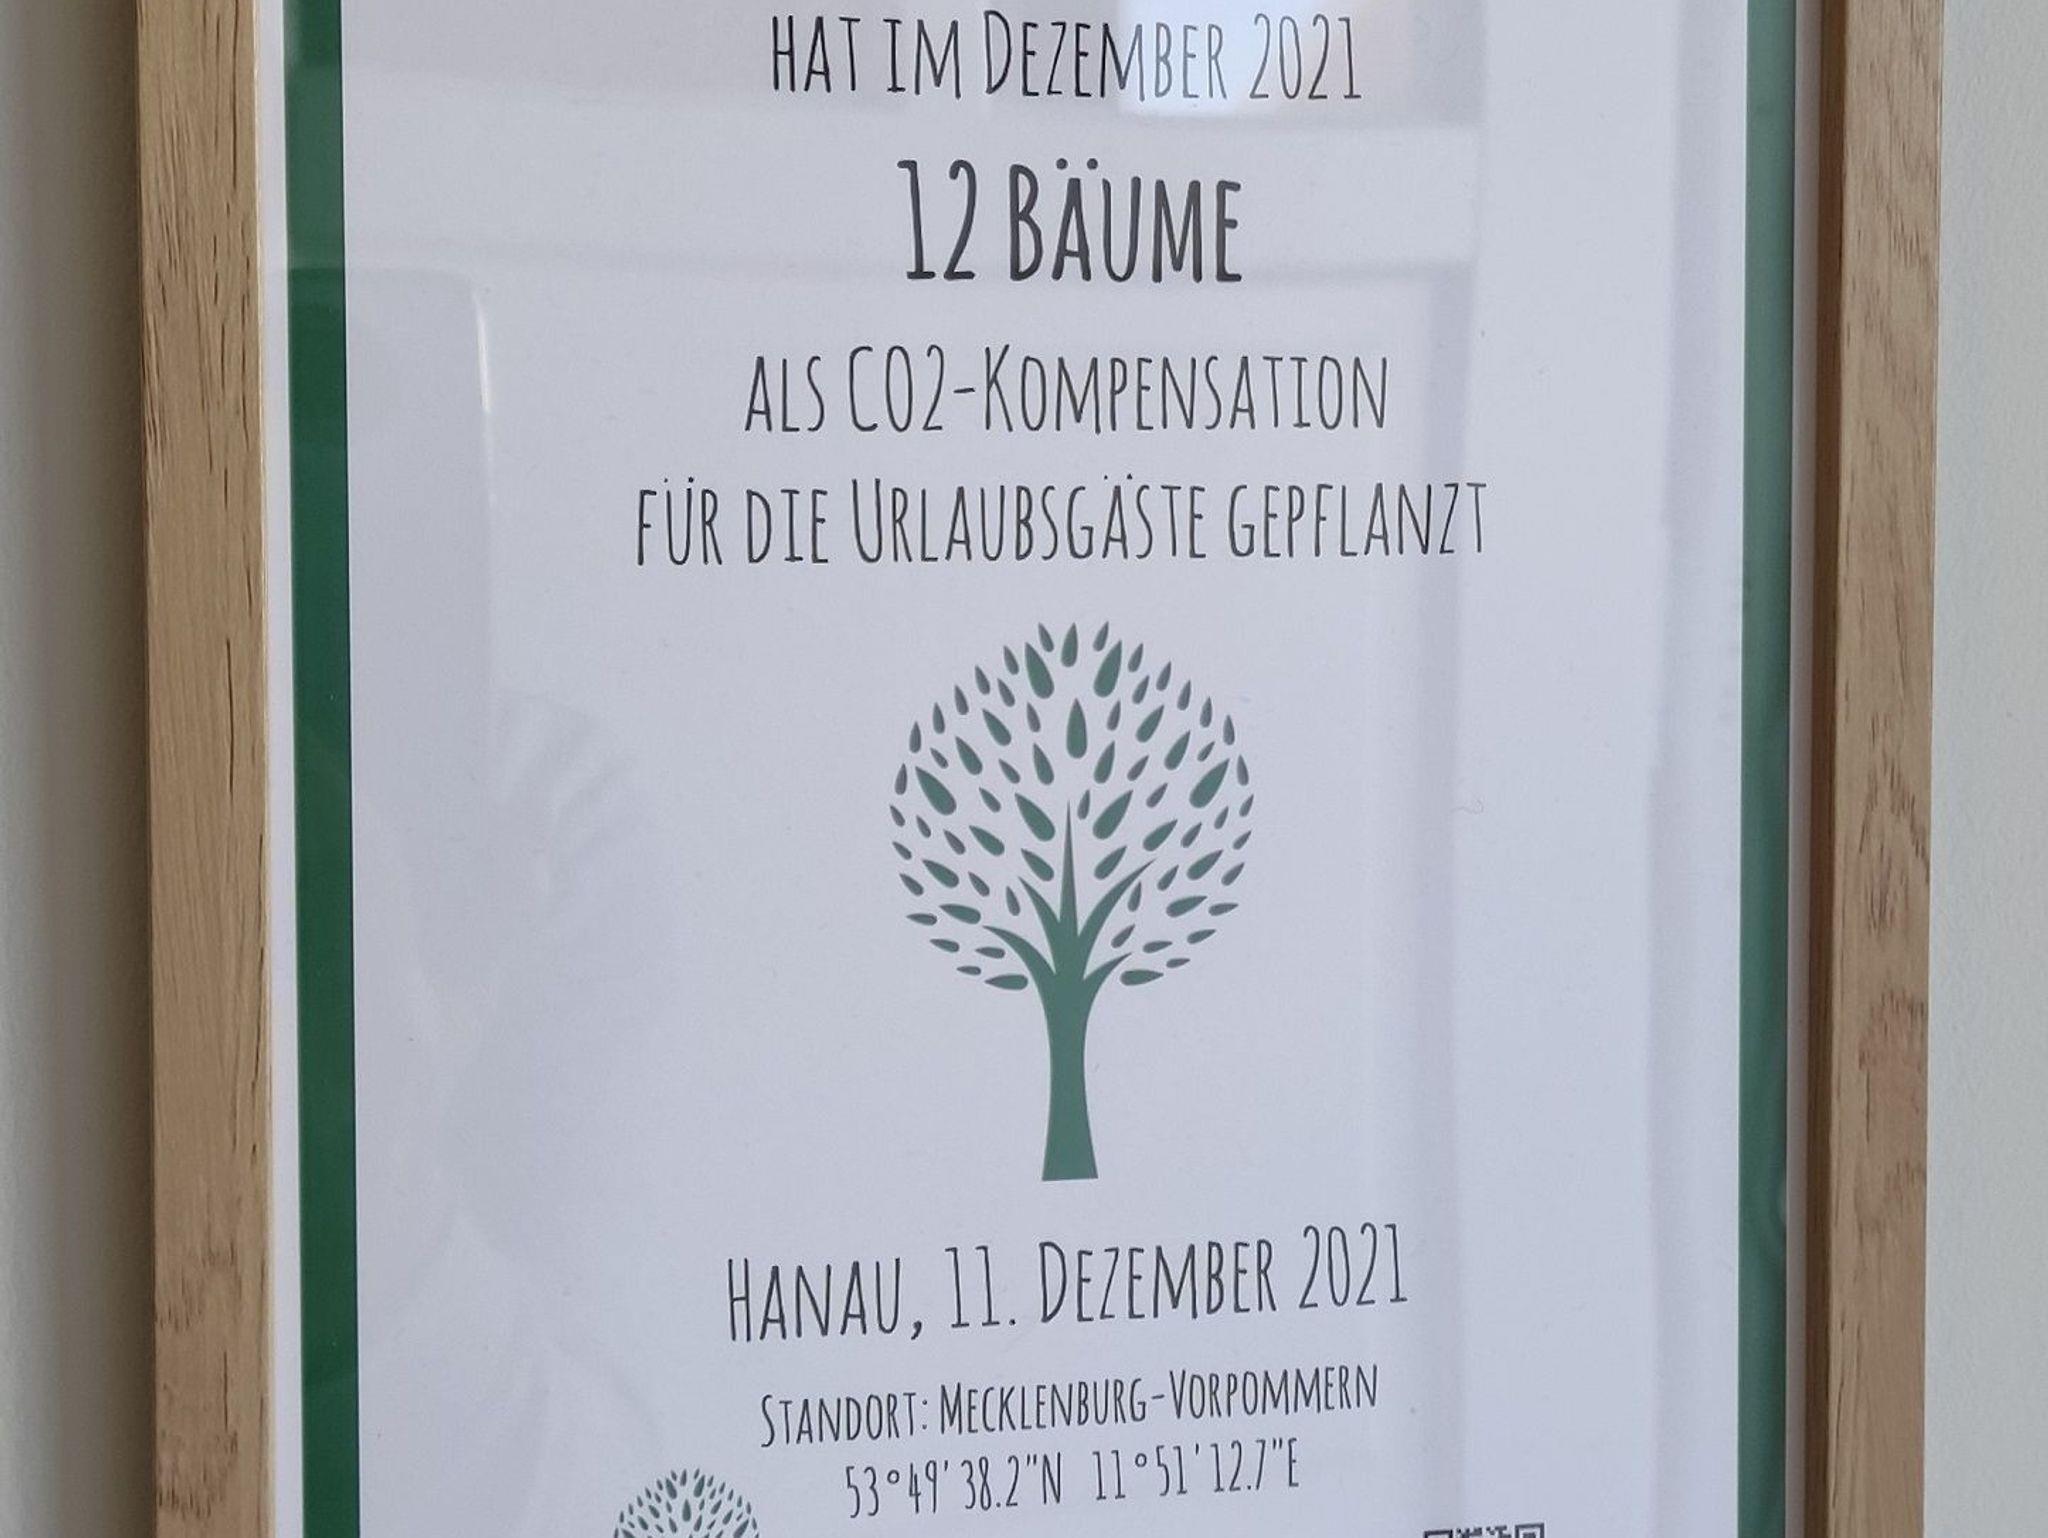 HAT IM DEZEMBER 2021
12 BÄUME
ALS CO2-KOMPENSATION
FÜR DIE URLAUBSGÄSTE GEPFLANZT
HANAU, 11. DEZEMBER 2021
STANDORT: MECKLENBURG-VORPOMMERN
53°49'38.2"N 11°51'12.7"E